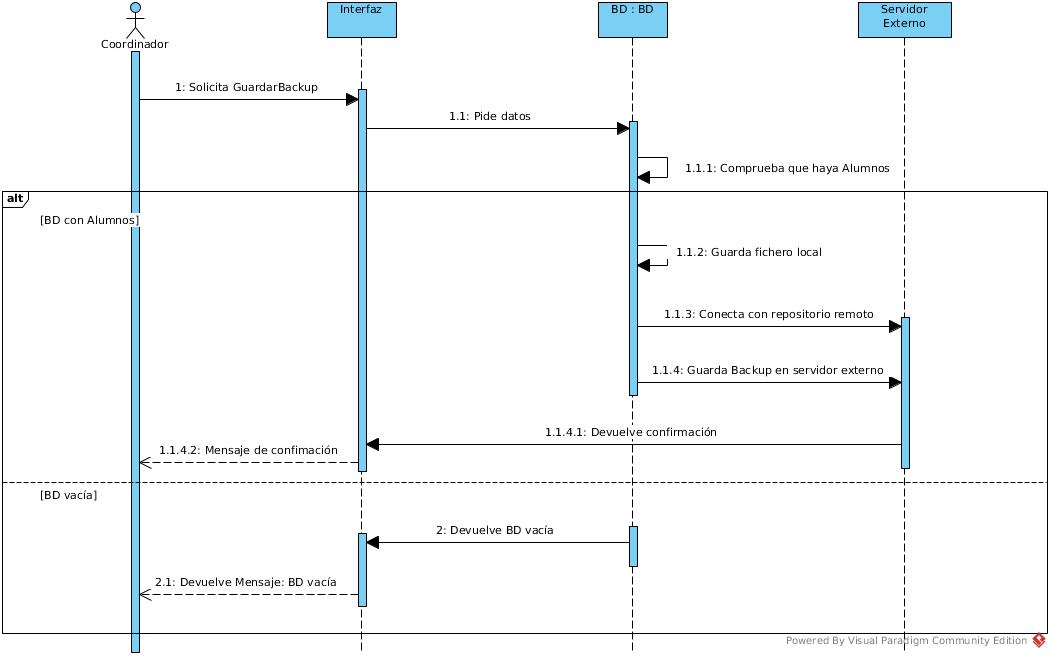 Interfaz
BD : BD
Servidor
Externo
Coordinador
1: Solicita GuardarBackup
1.1: Pide datos
1.1.1: Comprueba que haya Alumnos
alt
[BD con Alumnos]
1.1.2: Guarda fichero local
1.1.3: Conecta con repositorio remoto
1.1.4: Guarda Backup en servidor externo
1.1.4.1: Devuelve confirmación
1.1.4.2: Mensaje de confimación
[BD vacía]
2: Devuelve BD vacía
2.1: Devuelve Mensaje: BD vacía
Powered By Visual Paradigm Community Edition